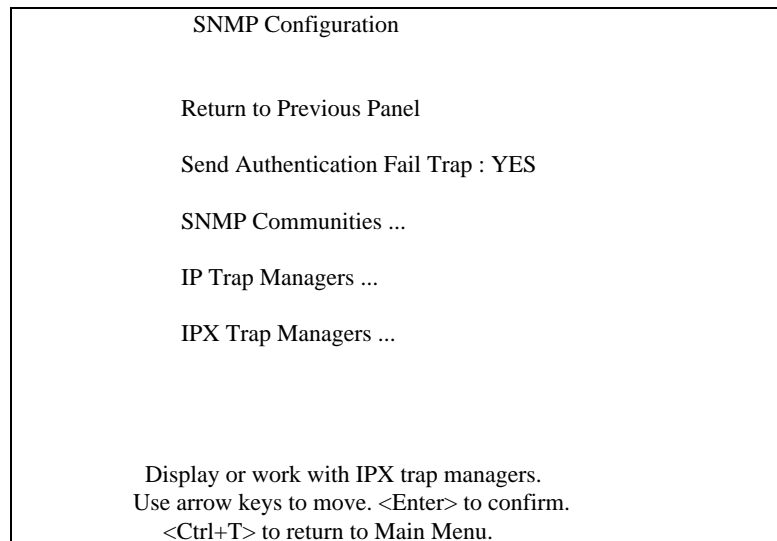 SNMP Configuration
Return to Previous Panel
Send Authentication Fail Trap : YES
SNMP Communities ...
IP Trap Managers ...
IPX Trap Managers ...
Display or work with IPX trap managers.
Use arrow keys to move. <Enter> to confirm.
<Ctrl+T> to return to Main Menu.